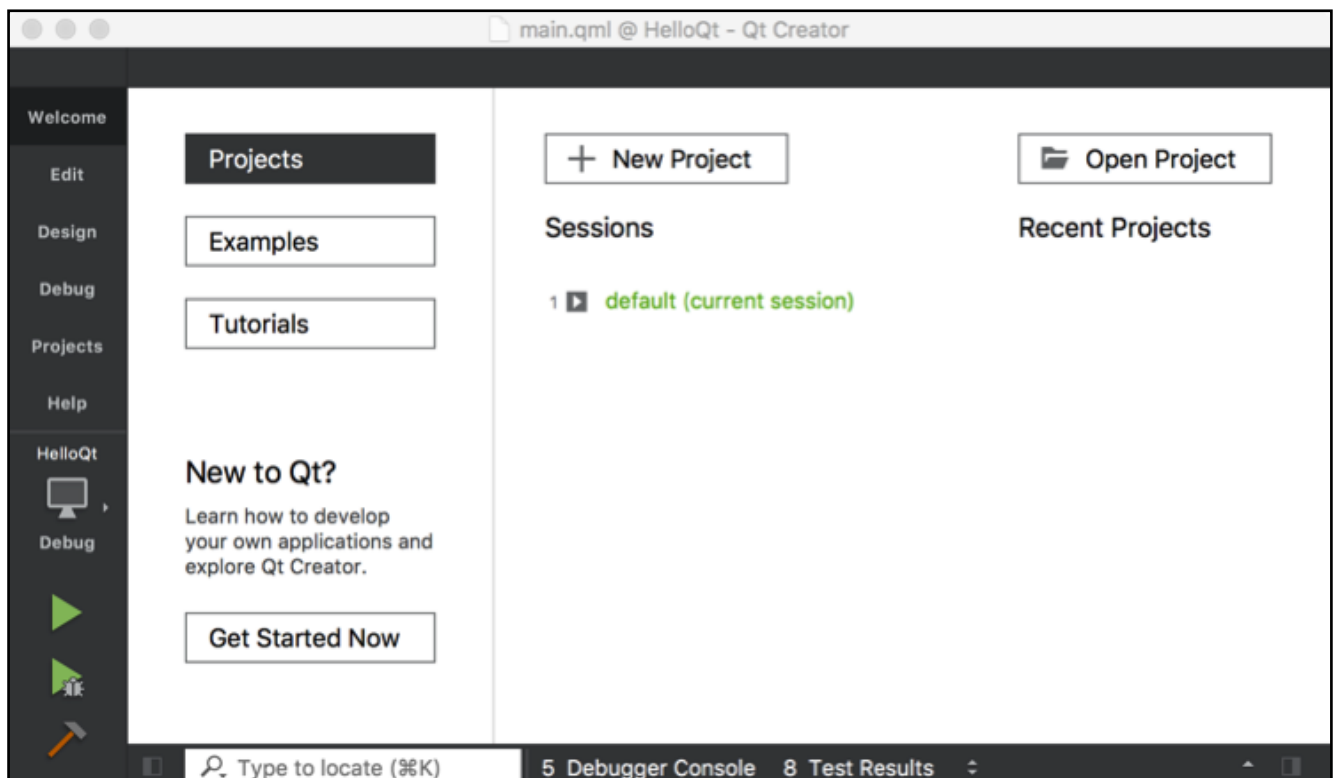 main.qml @ HelloQt - Qt Creator
Welcome
Edit
Design
Debug
Projects
Help
HelloQt
Debug
Projects
Examples
Tutorials
New to Qt?
Learn how to develop
your own applications and
explore Qt Creator.
Get Started Now
New Project
Open Project
Sessions
Recent Projects
1 default (current session)
Type to locate (⌘K)
5 Debugger Console 8 Test Results